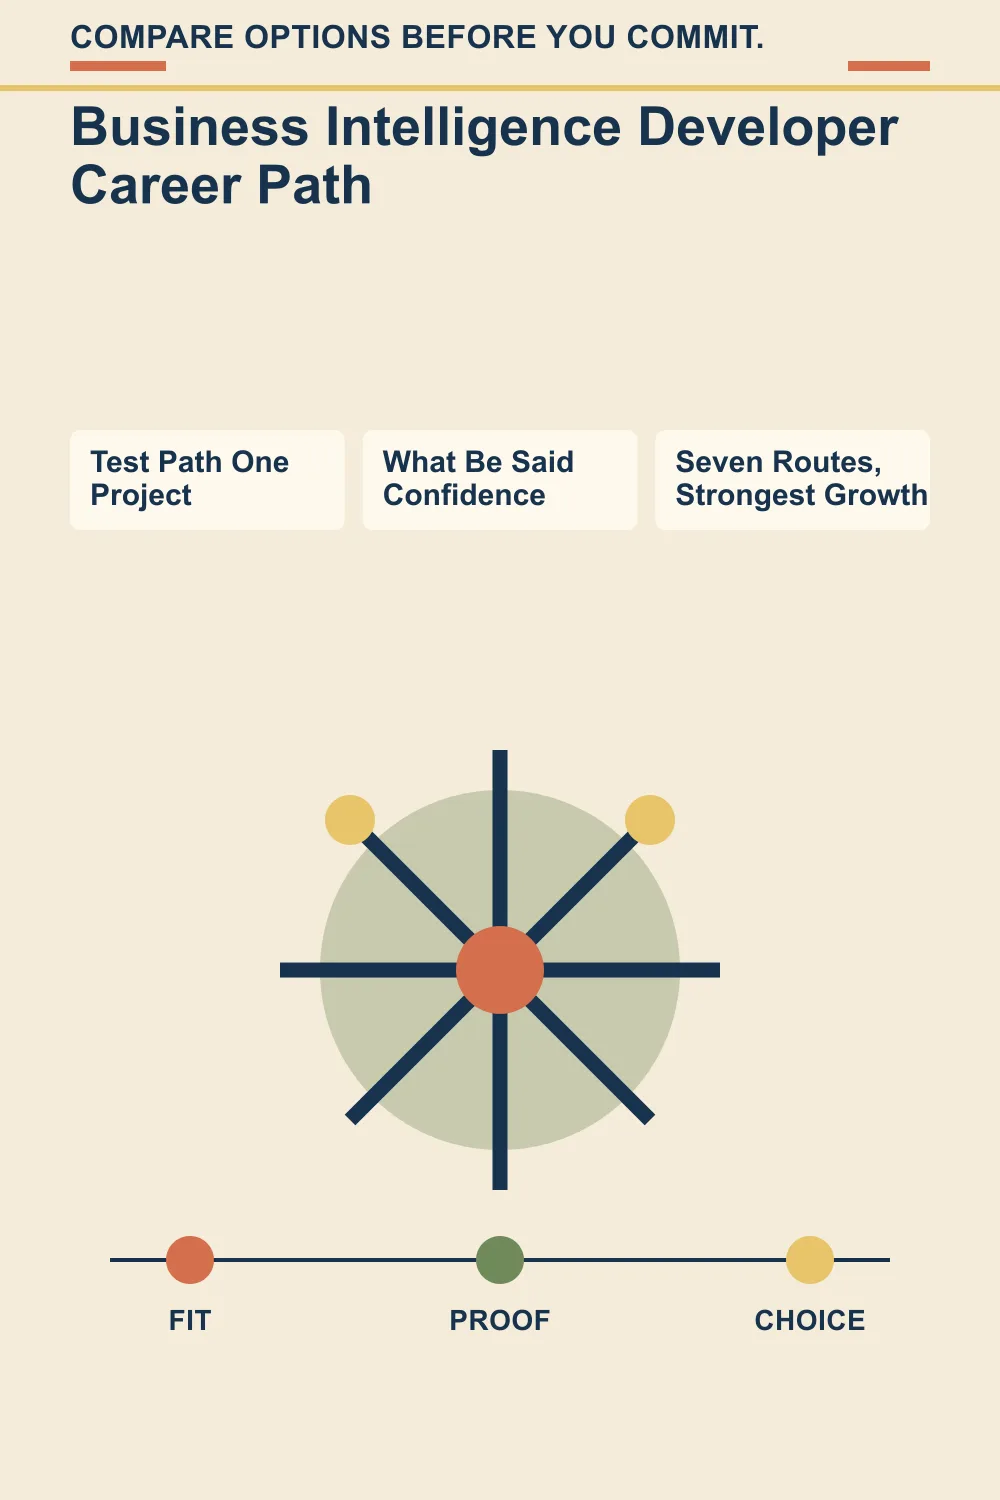 COMPARE OPTIONS BEFORE YOU COMMIT.
Business Intelligence Developer
Career Path
Test Path One
Project
What Be Said
Confidence
Seven Routes,
Strongest Growth
FIT
PROOF
CHOICE